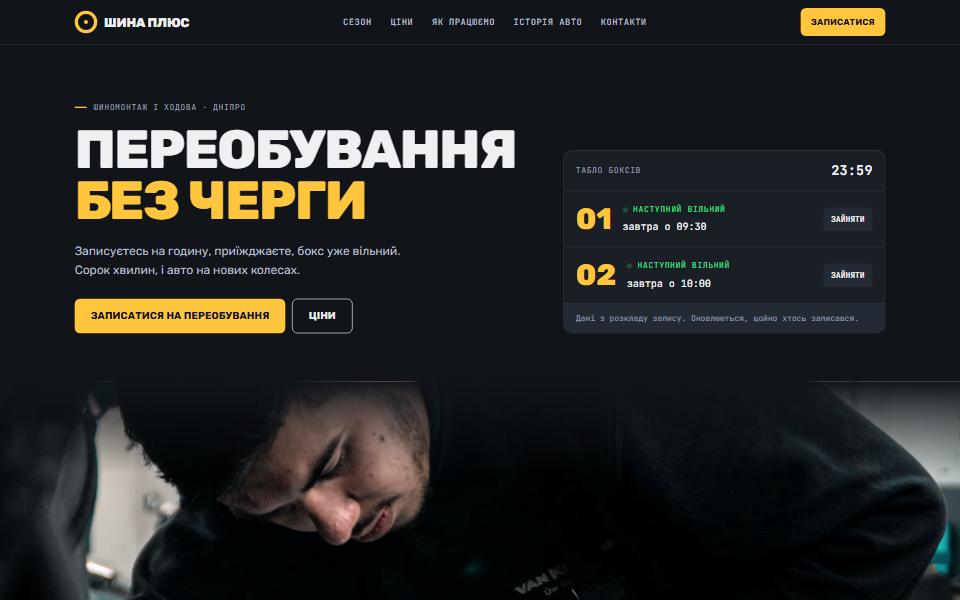 ШИНА ПЛЮС
СЕЗОН
ЦІНИ
ЯК ПРАЦЮЄМО
ІСТОРІЯ АВТО
КОНТАКТИ
ЗАПИСАТИСЯ
ШИНОМОНТАЖ І ХОДОВА · ДНІПРО
ПЕРЕОБУВАННЯ
БЕЗ ЧЕРГИ
Записуєтесь на годину, приїжджаєте, бокс уже вільний.
Сорок хвилин, і авто на нових колесах.
ЗАПИСАТИСЯ НА ПЕРЕОБУВАННЯ
ЦІНИ
ТАБЛО БОКСІВ
23:59
01
НАСТУПНИЙ ВІЛЬНИЙ
завтра о 09:30
ЗАЙНЯТИ
02
НАСТУПНИЙ ВІЛЬНИЙ
завтра о 10:00
ЗАЙНЯТИ
Дані з розкладу запису. Оновлюються, щойно хтось записався.
VAN